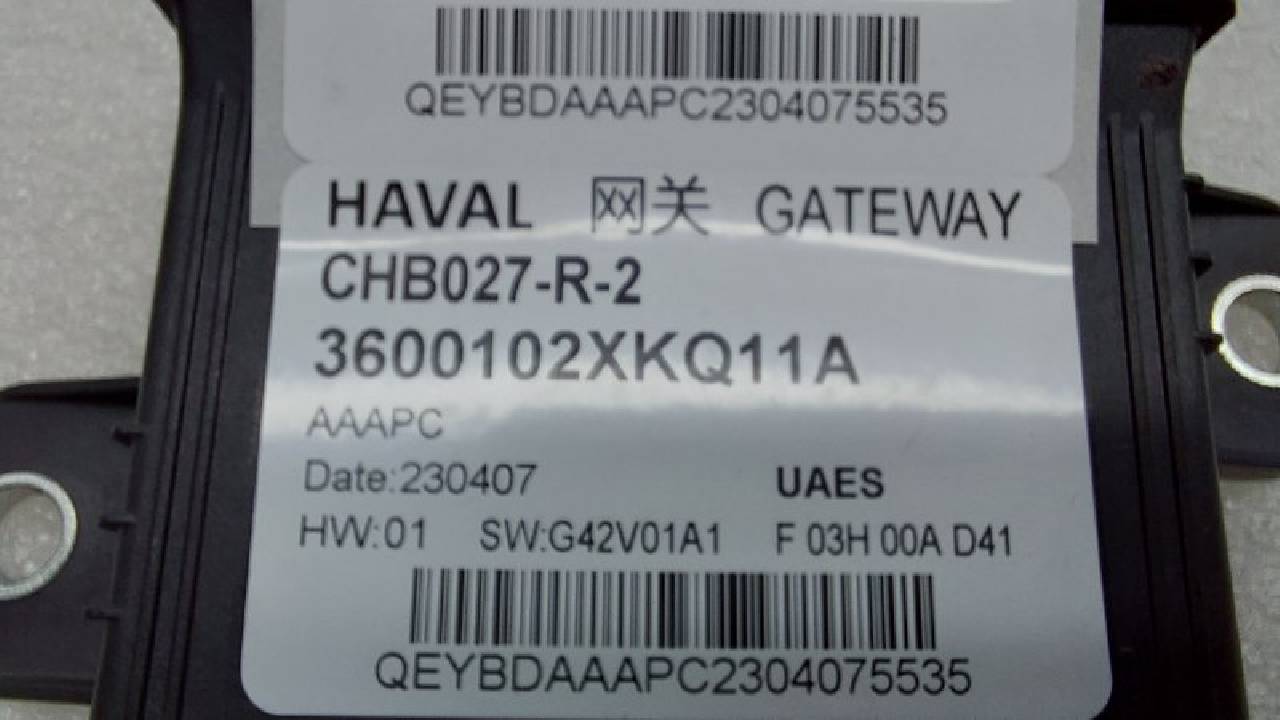 QEYBDAAAPC2304075535
HAVAL 网关 GATEWAY
CHB027-R-2
3600102XKQ11A
AAAPC
Date:230407 UAES
HW:01 SW:G42V01A1 F 03H 00A D41
QEYBDAAAPC2304075535